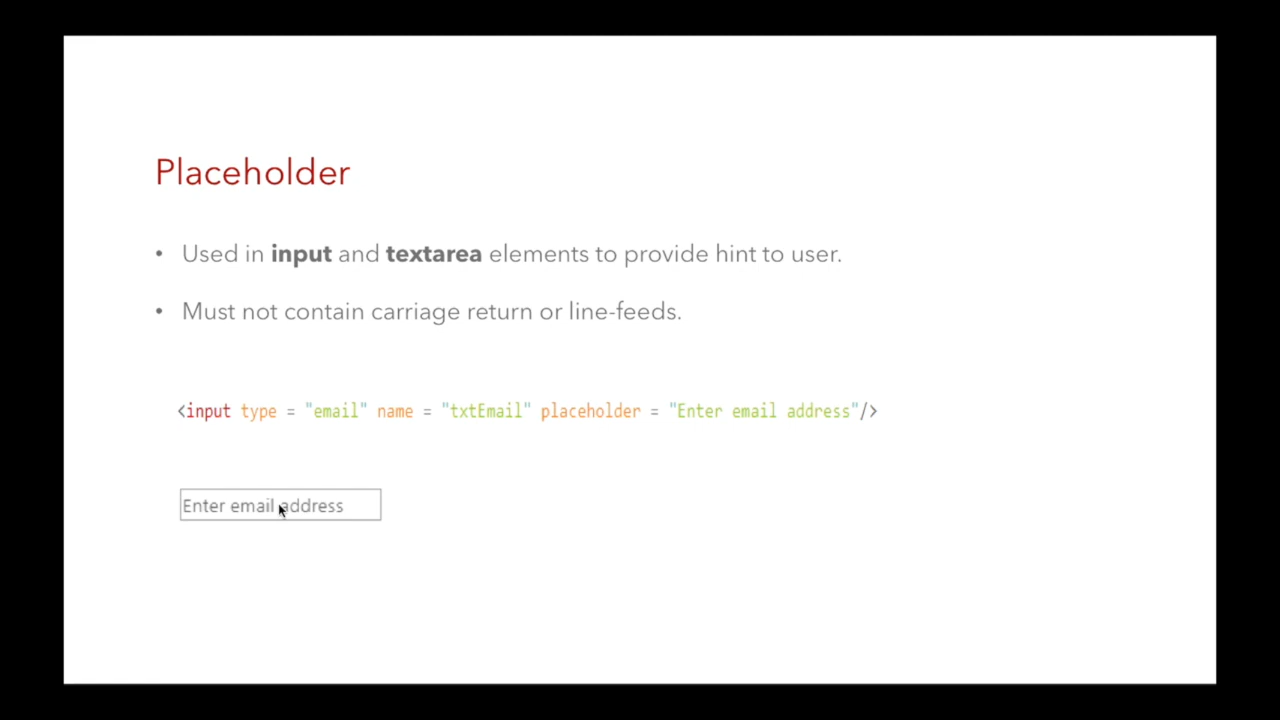 Placeholder
• Used in input and textarea elements to provide hint to user.
• Must not contain carriage return or line-feeds.
<input type = "email" name = "txtEmail" placeholder = "Enter email address"/>
Enter email address